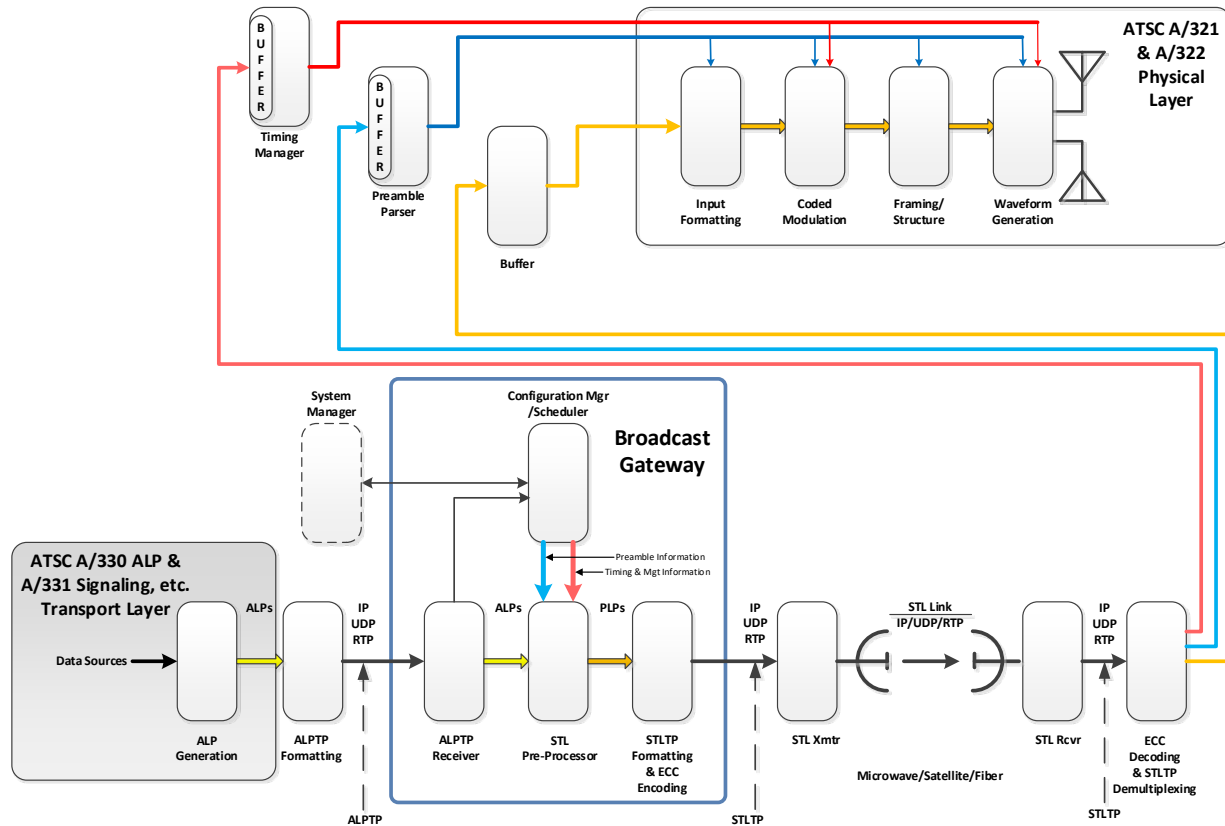 BUFFER
Timing
Manager
BUFFER
Preamble
Parser
Buffer
ATSC A/321
& A/322
Physical
Layer
Input
Formatting
Coded
Modulation
Framing/
Structure
Waveform
Generation
System
Manager
Configuration Mgr
/Scheduler
Broadcast
Gateway
Preamble Information
Timing & Mgt Information
ATSC A/330 ALP &
A/331 Signaling, etc.
Transport Layer
ALPs
IP
UDP
RTP
ALPs
PLPs
IP
UDP
RTP
STL Link
IP/UDP/RTP
IP
UDP
RTP
Data Sources
ALP
Generation
ALPTP
Formatting
ALPTP
Receiver
STL
Pre-Processor
STLTP
Formatting
& ECC
Encoding
STL Xmtr
Microwave/Satellite/Fiber
STL Rcvr
ECC
Decoding
& STLTP
Demultiplexing
ALPTP
STLTP
STLTP